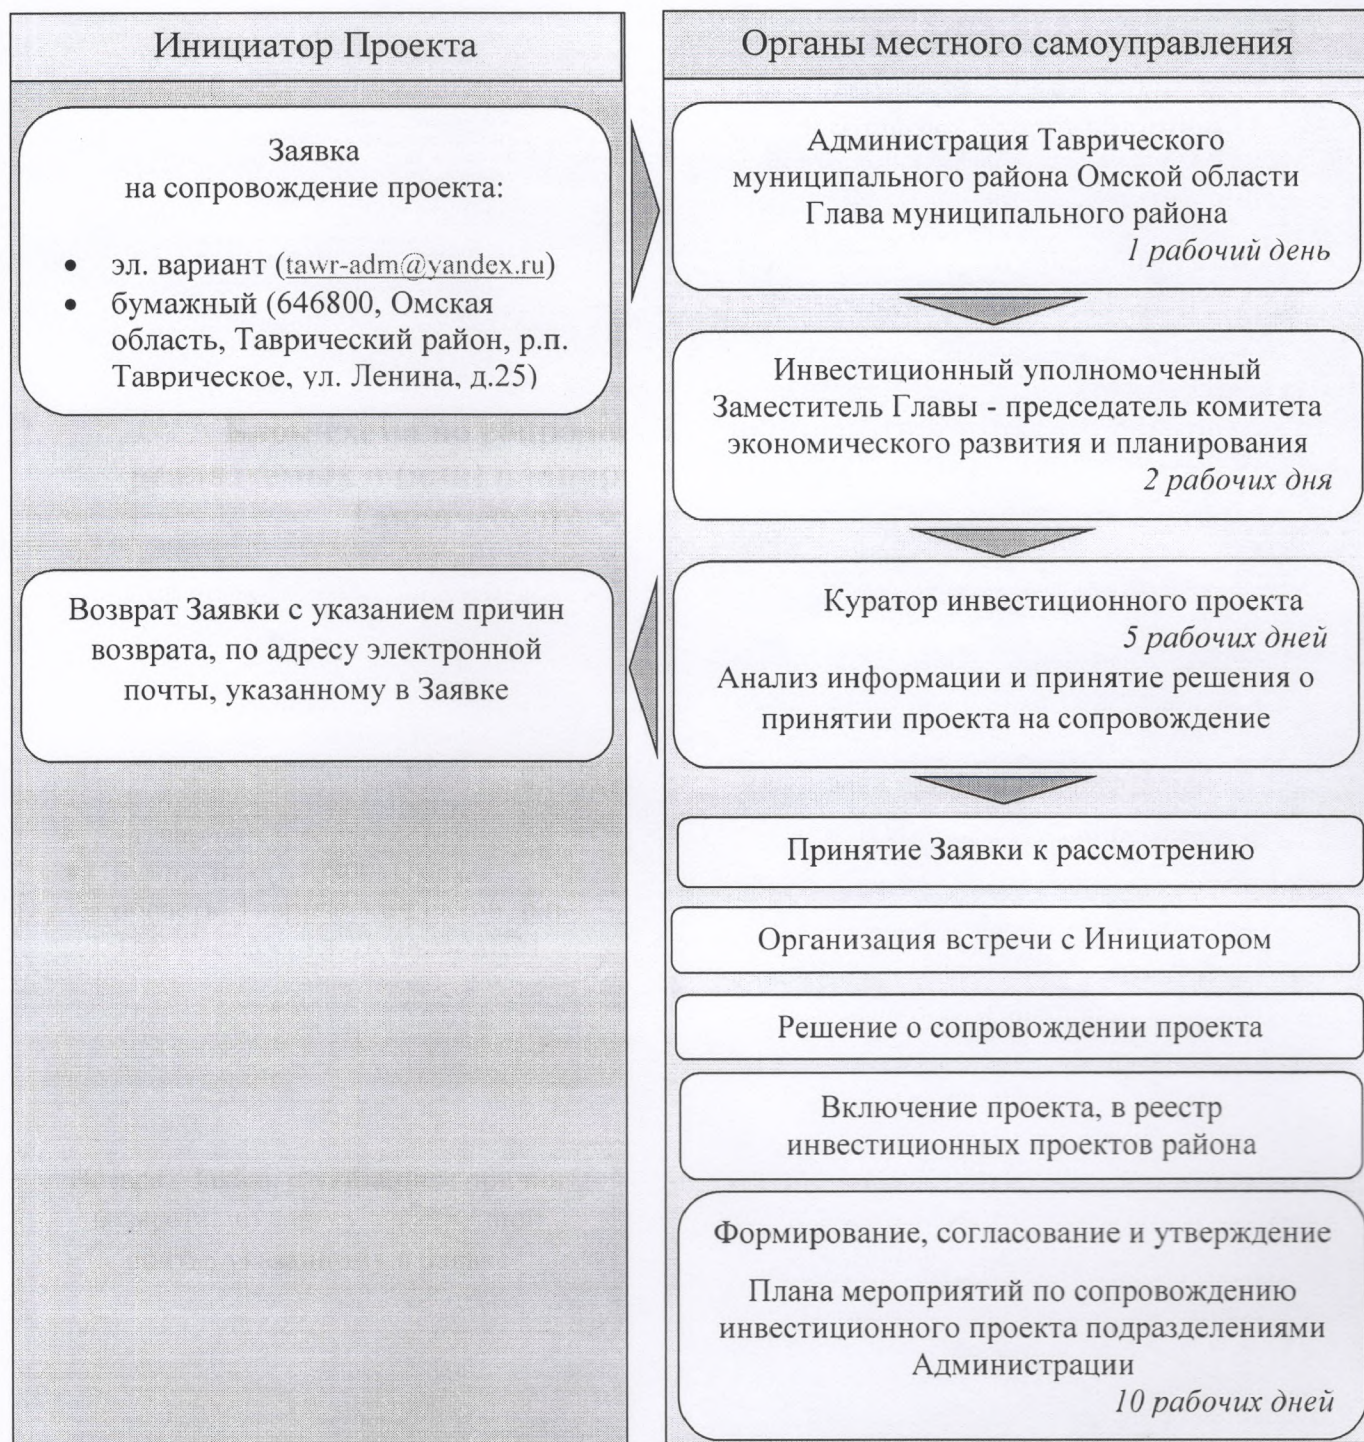 Инициатор Проекта
Заявка
на сопровождение проекта:
• эл. вариант (tawr-adm@yandex.ru)
• бумажный (646800, Омская
область, Таврический район, р.п.
Таврическое, ул. Ленина, д.25)
Возврат Заявки с указанием причин
возврата, по адресу электронной
почты, указанному в Заявке
Органы местного самоуправления
Администрация Таврического
муниципального района Омской области
Глава муниципального района
1 рабочий день
Инвестиционный уполномоченный
Заместитель Главы - председатель комитета
экономического развития и планирования
2 рабочих дня
Куратор инвестиционного проекта
5 рабочих дней
Анализ информации и принятие решения о
принятии проекта на сопровождение
Принятие Заявки к рассмотрению
Организация встречи с Инициатором
Решение о сопровождении проекта
Включение проекта, в реестр
инвестиционных проектов района
Формирование, согласование и утверждение
Плана мероприятий по сопровождению
инвестиционного проекта подразделениями
Администрации
10 рабочих дней